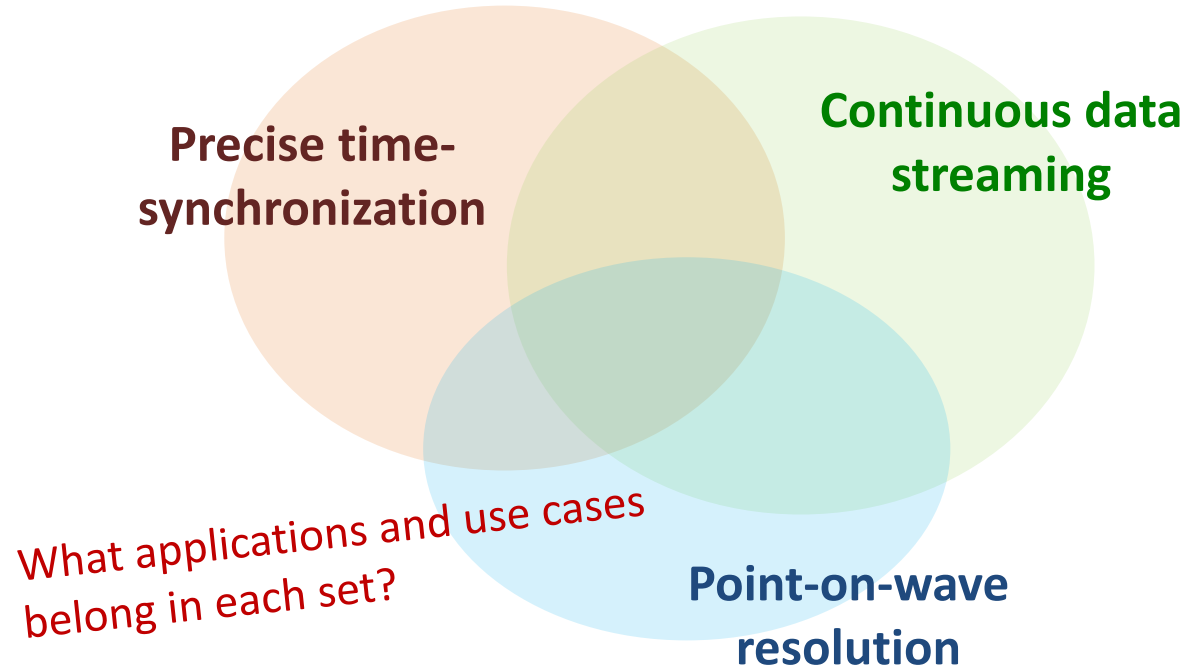 Precise time-
synchronization
Continuous data
streaming
What applications and use cases
belong in each set?
Point-on-wave
resolution